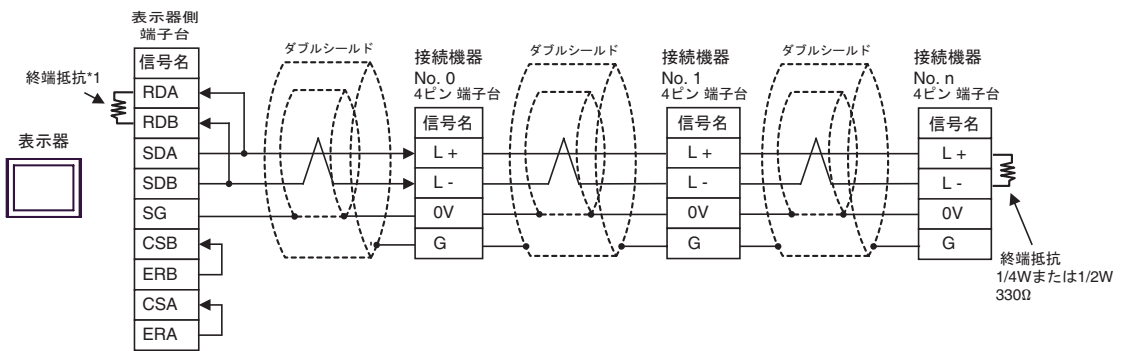 表示器側
端子台
信号名
終端抵抗*1
RDA
RDB
表示器
SDA
SDB
SG
CSB
ERB
CSA
ERA
ダブルシールド
接続機器
No. 0
4ピン 端子台
信号名
L +
L -
0V
G
ダブルシールド
接続機器
No. 1
4ピン 端子台
信号名
L +
L -
0V
G
ダブルシールド
接続機器
No. n
4ピン 端子台
信号名
L +
L -
0V
G
終端抵抗
1/4Wまたは1/2W
330Ω